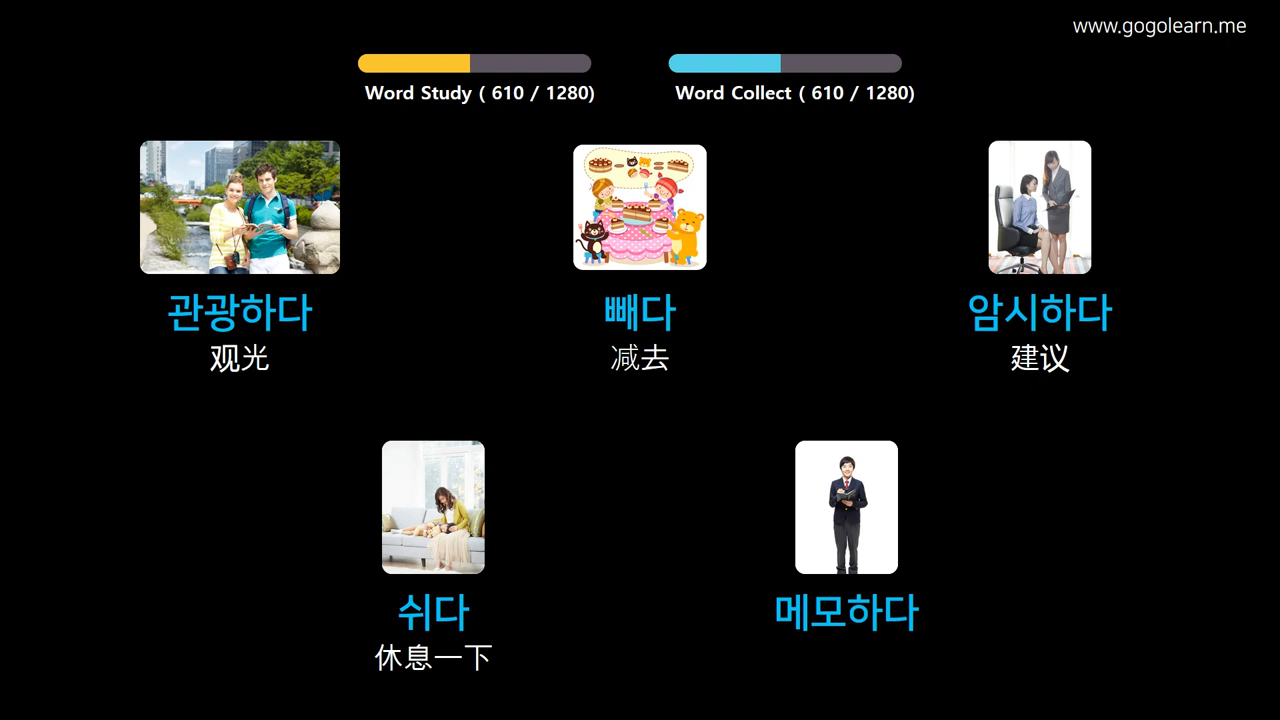 www.gogolearn.me
Word Study ( 610 / 1280)
Word Collect ( 610 / 1280)
관광하다
观光
빼다
减去
암시하다
建议
쉬다
休息一下
메모하다